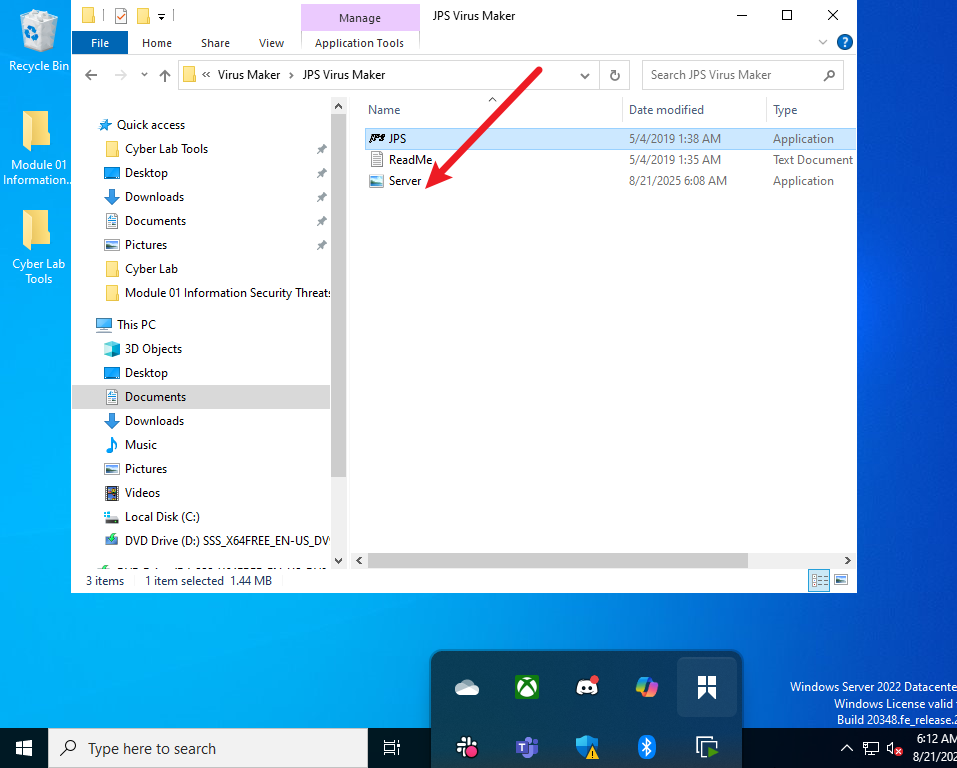 Manage
JPS Virus Maker
File
Home
Share
View
Application Tools
?
« Virus Maker › JPS Virus Maker
Search JPS Virus Maker
Recycle Bin
Module 01
Information...
Cyber Lab
Tools
Quick access
Cyber Lab Tools
Desktop
Downloads
Documents
Pictures
Cyber Lab
Module 01 Information Security Threats
This PC
3D Objects
Desktop
Documents
Downloads
Music
Pictures
Videos
Local Disk (C:)
DVD Drive (D:) SSS_X64FREE_EN-US_DV
Name Date modified Type
JPS JPS 5/4/2019 1:38 AM Application
ReadMe 5/4/2019 1:35 AM Text Document
Server 8/21/2025 6:08 AM Application
3 items 1 item selected 1.44 MB
Windows Server 2022 Datacente
Windows License valid
Build 20348.fe_release.2
Type here to search
6:12 AM
8/21/202